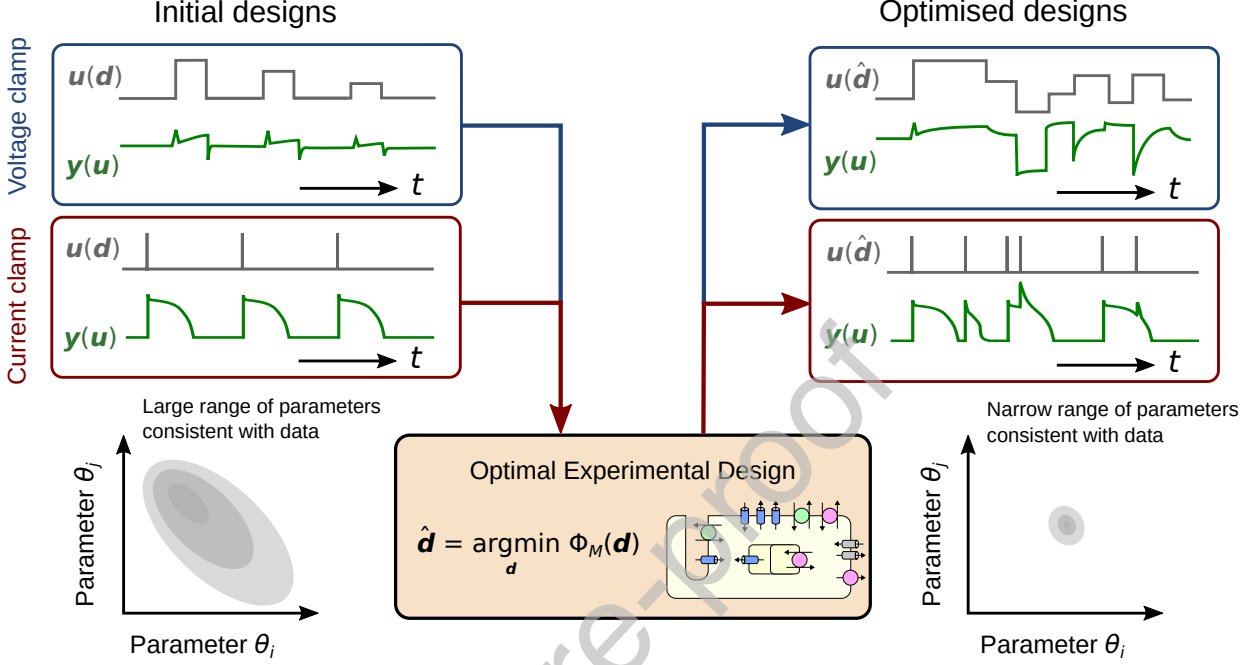 Initial designs
Optimised designs
Voltage clamp
u(d)
y(u)
t
u(d̂)
y(u)
t
Current clamp
u(d)
y(u)
t
u(d̂)
y(u)
t
Large range of parameters
consistent with data
Parameter θj
Parameter θi
Optimal Experimental Design
d̂ = argmin ΦM(d)
d
Narrow range of parameters
consistent with data
Parameter θj
Parameter θi
re-proof